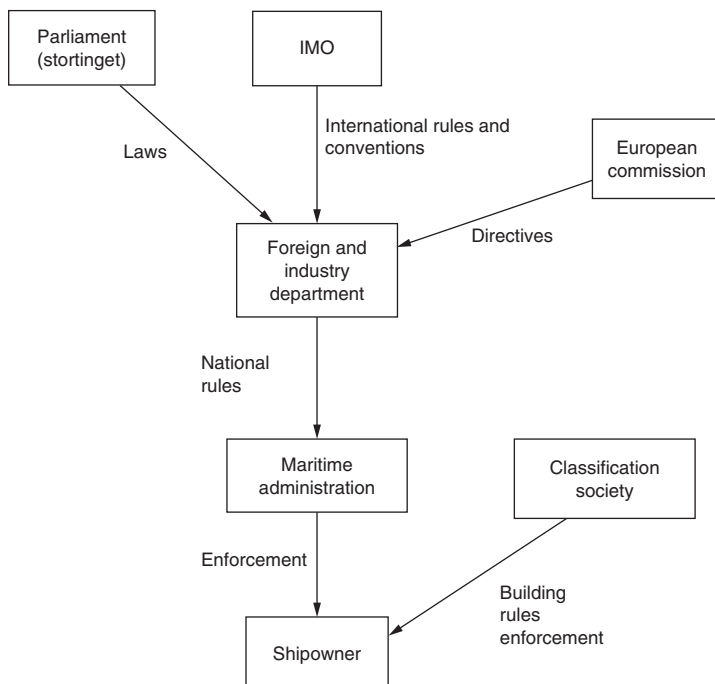 Parliament
(stortinget)
IMO
Laws
International rules and
conventions
European
commission
Directives
Foreign and
industry
department
National
rules
Maritime
administration
Classification
society
Enforcement
Building
rules
enforcement
Shipowner